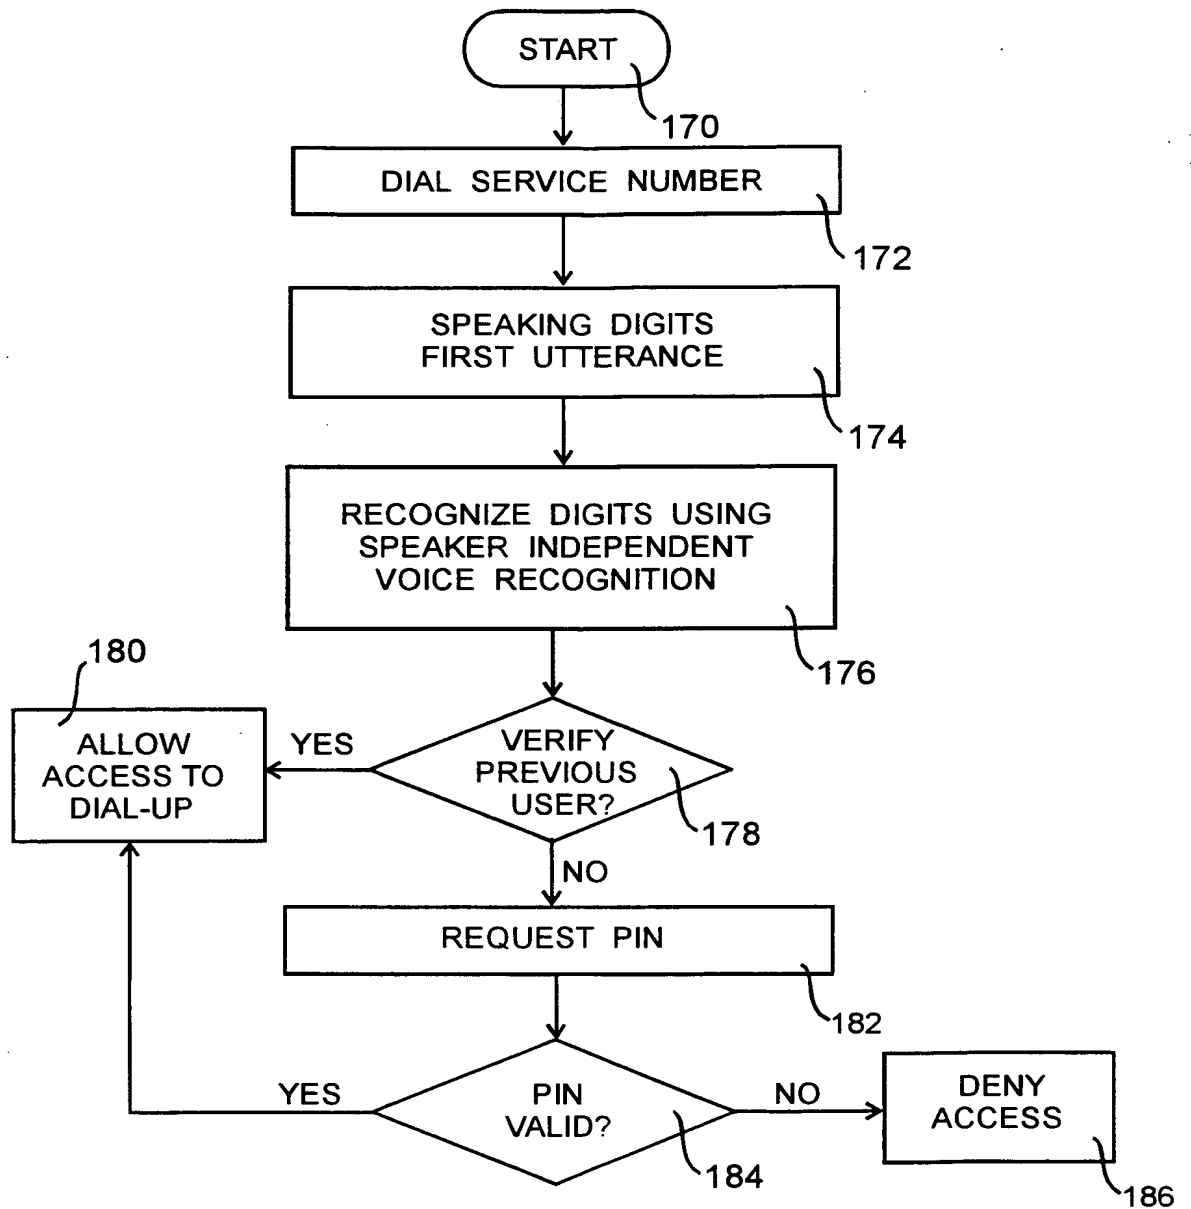 START
170
DIAL SERVICE NUMBER
172
SPEAKING DIGITS
FIRST UTTERANCE
174
RECOGNIZE DIGITS USING
SPEAKER INDEPENDENT
VOICE RECOGNITION
176
180
ALLOW
ACCESS TO
DIAL-UP
YES
VERIFY
PREVIOUS
USER?
178
NO
REQUEST PIN
182
YES
PIN
VALID?
184
NO
DENY
ACCESS
186